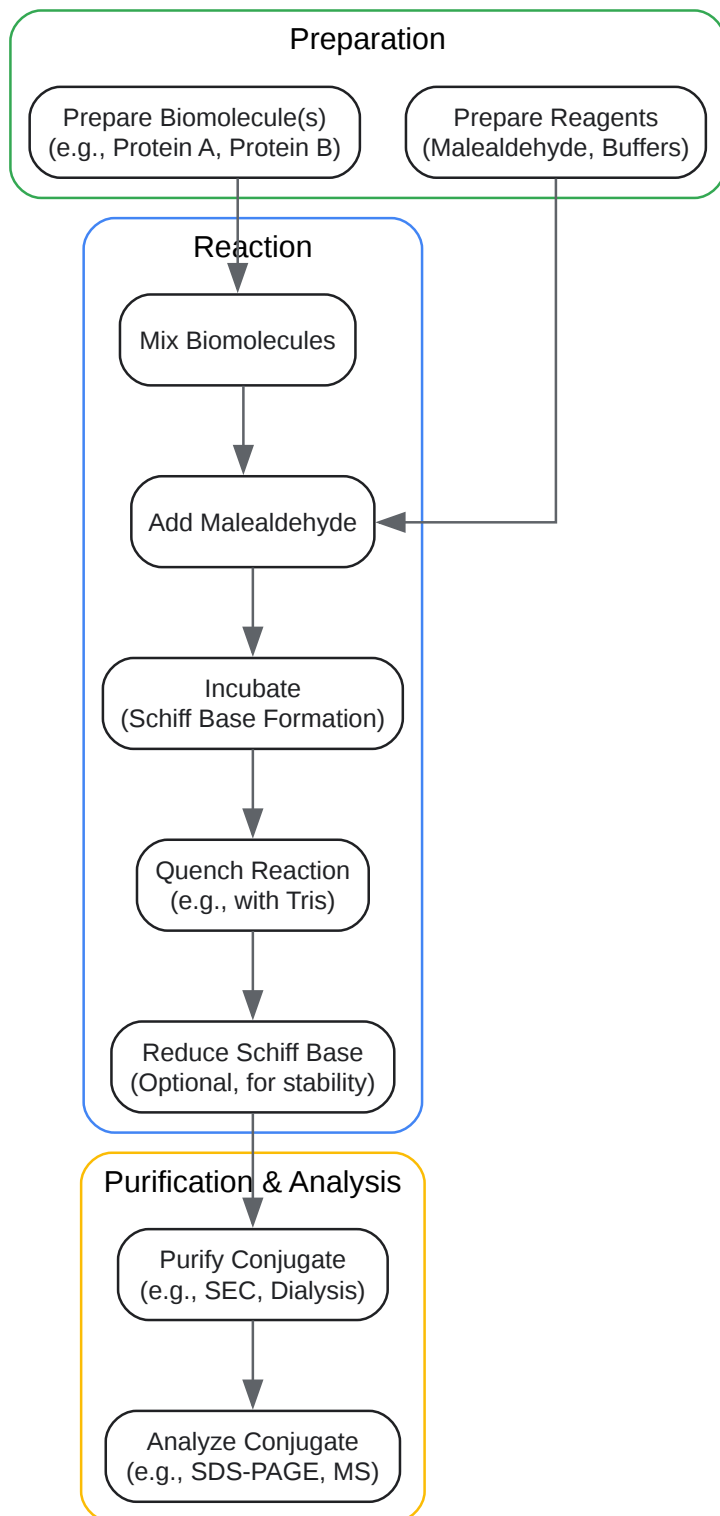 Preparation
Prepare Biomolecule(s)
(e.g., Protein A, Protein B)
Prepare Reagents
(Malealdehyde, Buffers)
Reaction
Mix Biomolecules
Add Malealdehyde
Incubate
(Schiff Base Formation)
Quench Reaction
(e.g., with Tris)
Reduce Schiff Base
(Optional, for stability)
Purification & Analysis
Purify Conjugate
(e.g., SEC, Dialysis)
Analyze Conjugate
(e.g., SDS-PAGE, MS)